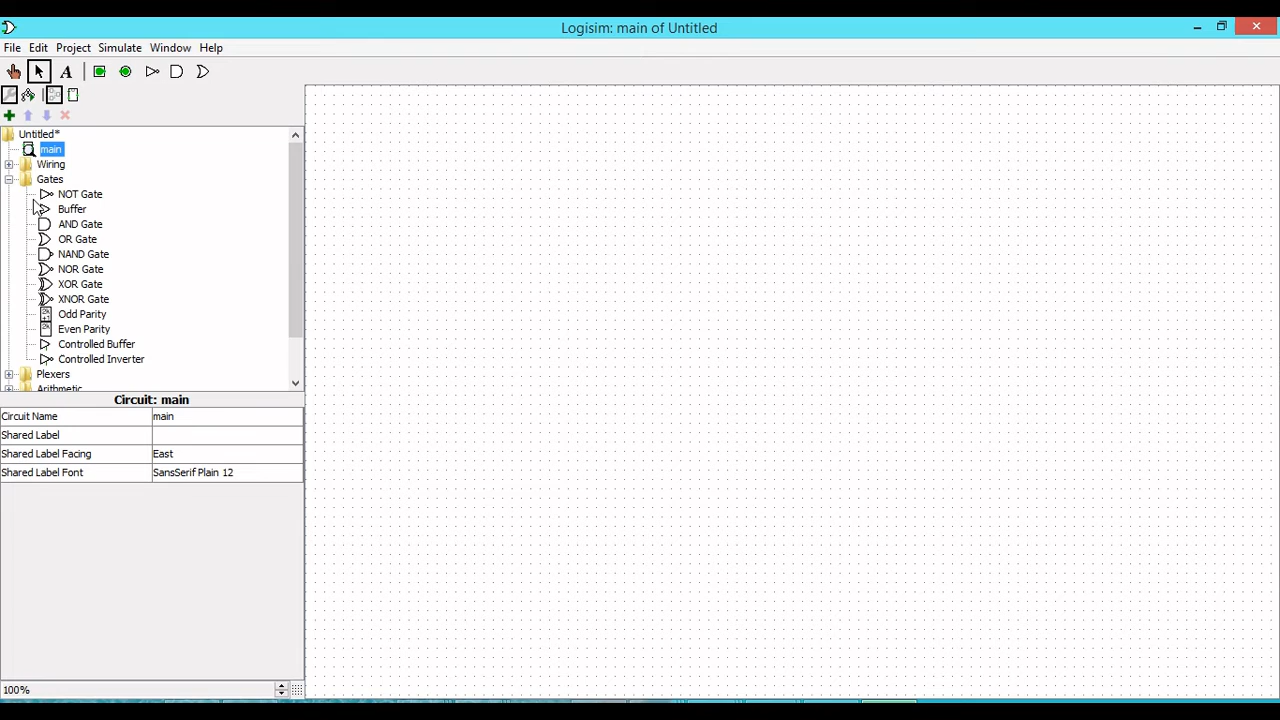 Logisim: main of Untitled
File Edit Project Simulate Window Help
A
Untitled*
main
Wiring
Gates
NOT Gate
Buffer
AND Gate
OR Gate
NAND Gate
NOR Gate
XOR Gate
XNOR Gate
Odd Parity
Even Parity
Controlled Buffer
Controlled Inverter
Plexers
Arithmetic
Circuit: main
Circuit Name main
Shared Label
Shared Label Facing East
Shared Label Font SansSerif Plain 12
100%